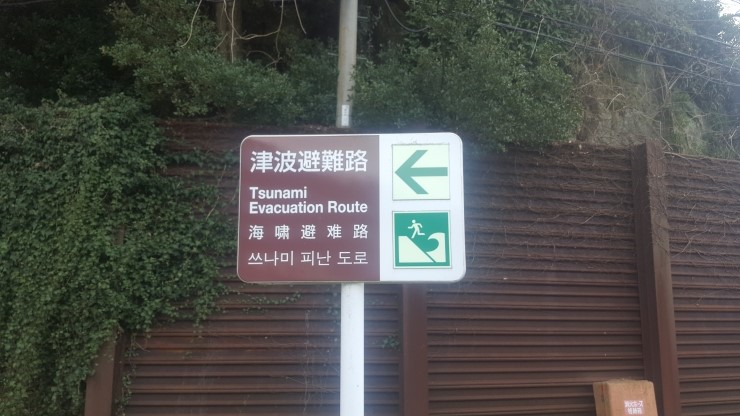 津波避難路
Tsunami
Evacuation Route
海啸避难路
쓰나미 피난 도로